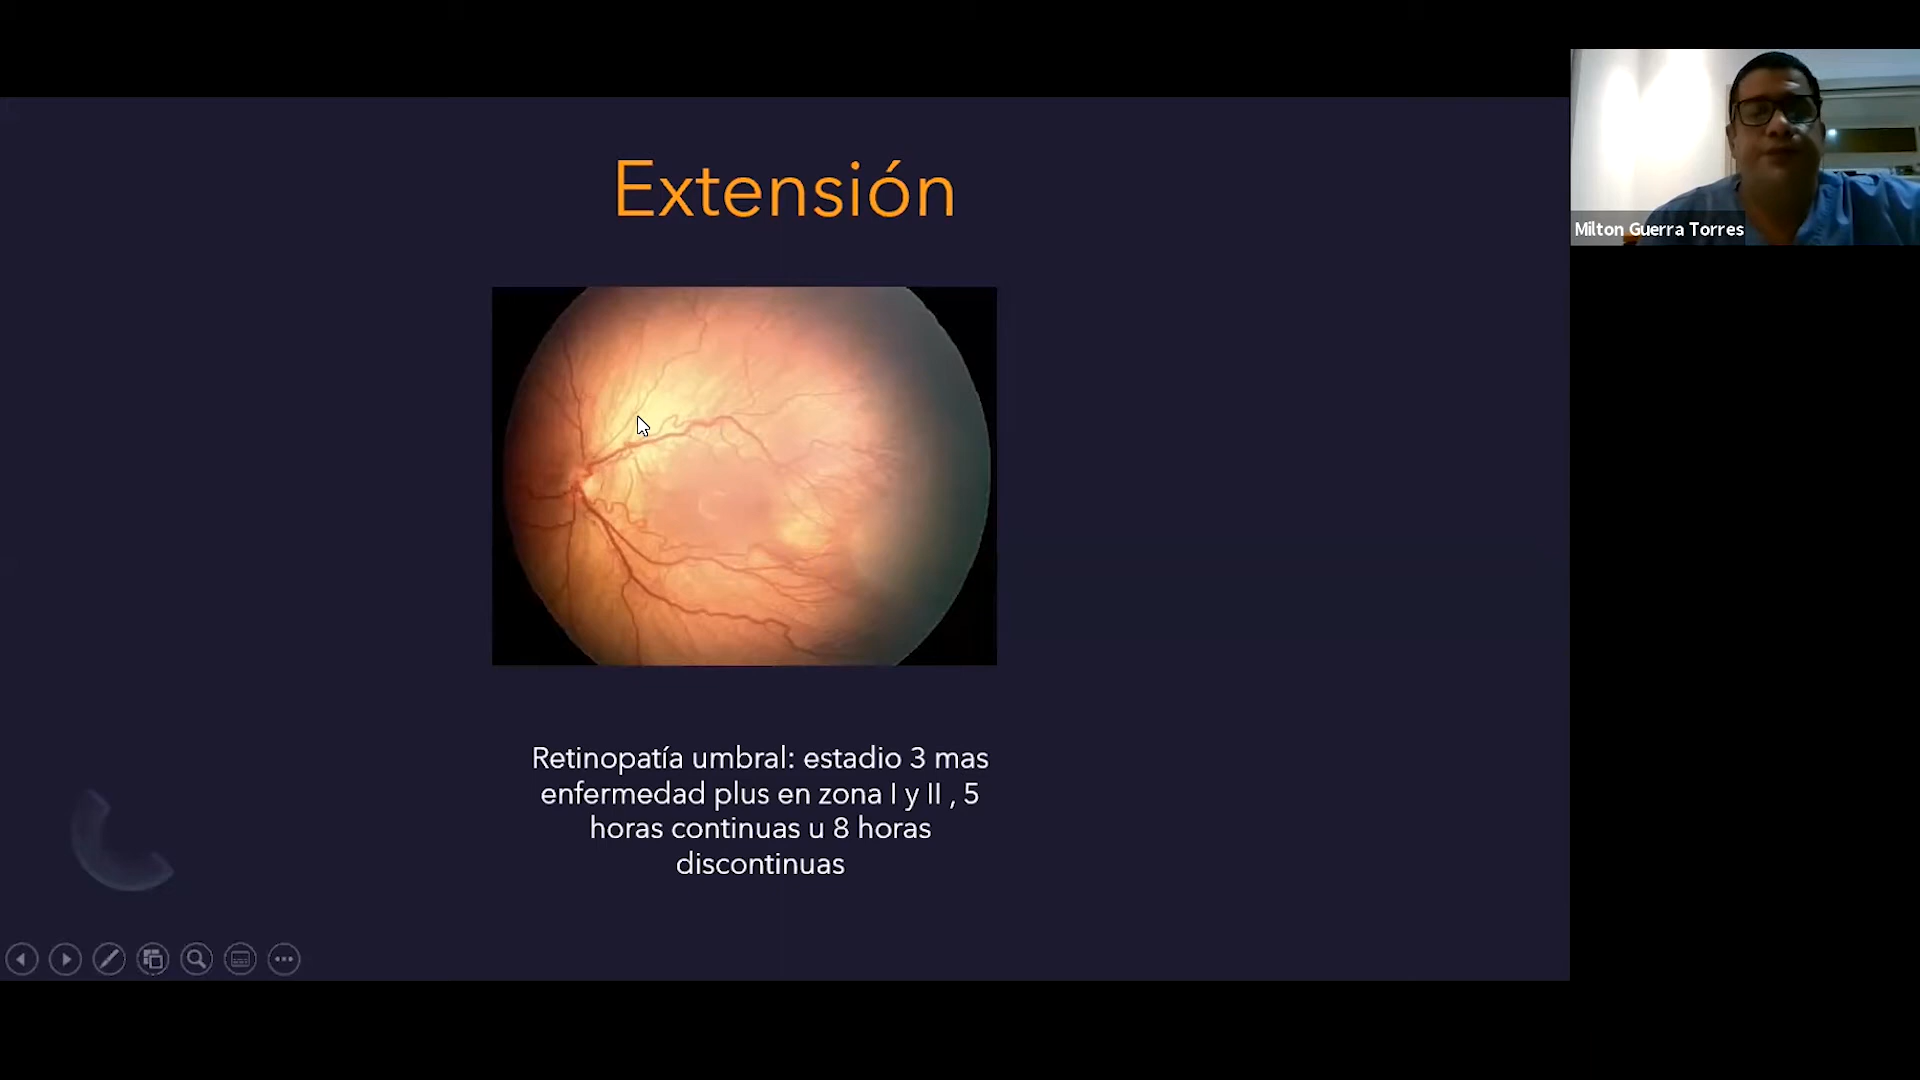 Extensión
Milton Guerra Torres
Retinopatía umbral: estadio 3 mas
enfermedad plus en zona I y II , 5
horas continuas u 8 horas
discontinuas